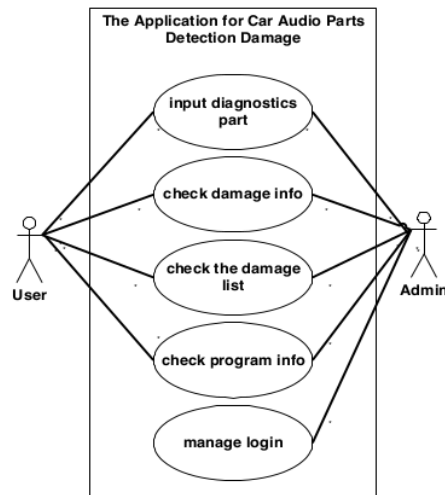 The Application for Car Audio Parts
Detection Damage
input diagnostics
part
check damage info
check the damage
list
User
Admin
check program info
manage login